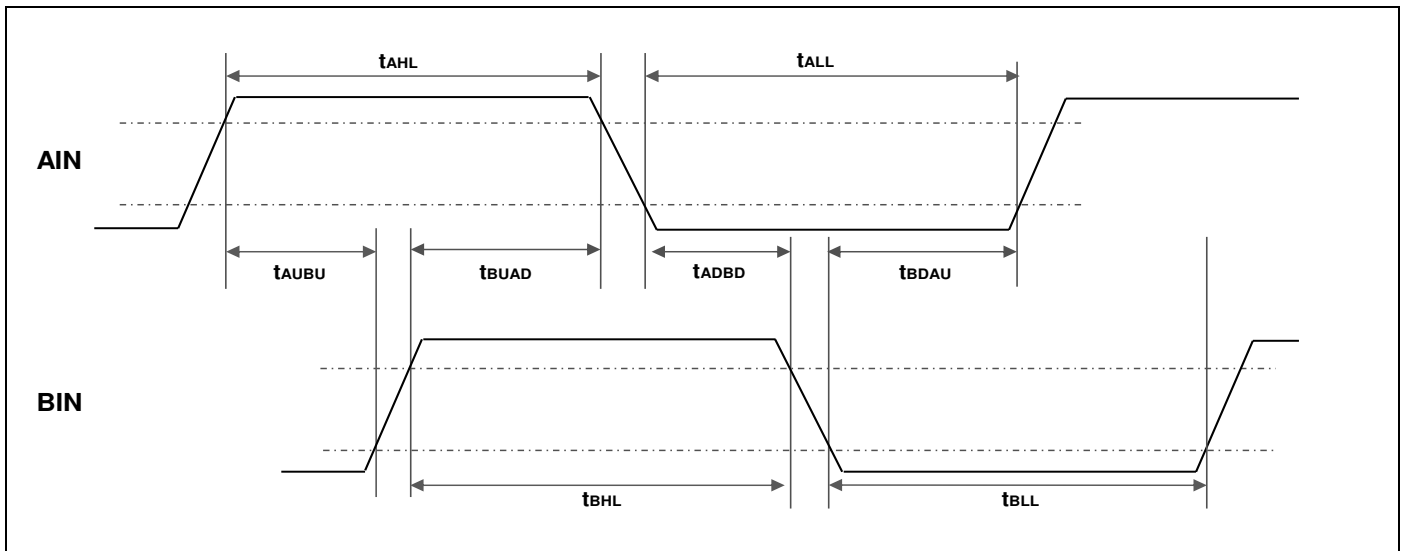 tAHL
tALL
AIN
tAUBU
tBUAD
tADBD
tBDAU
BIN
tBHL
tBLL